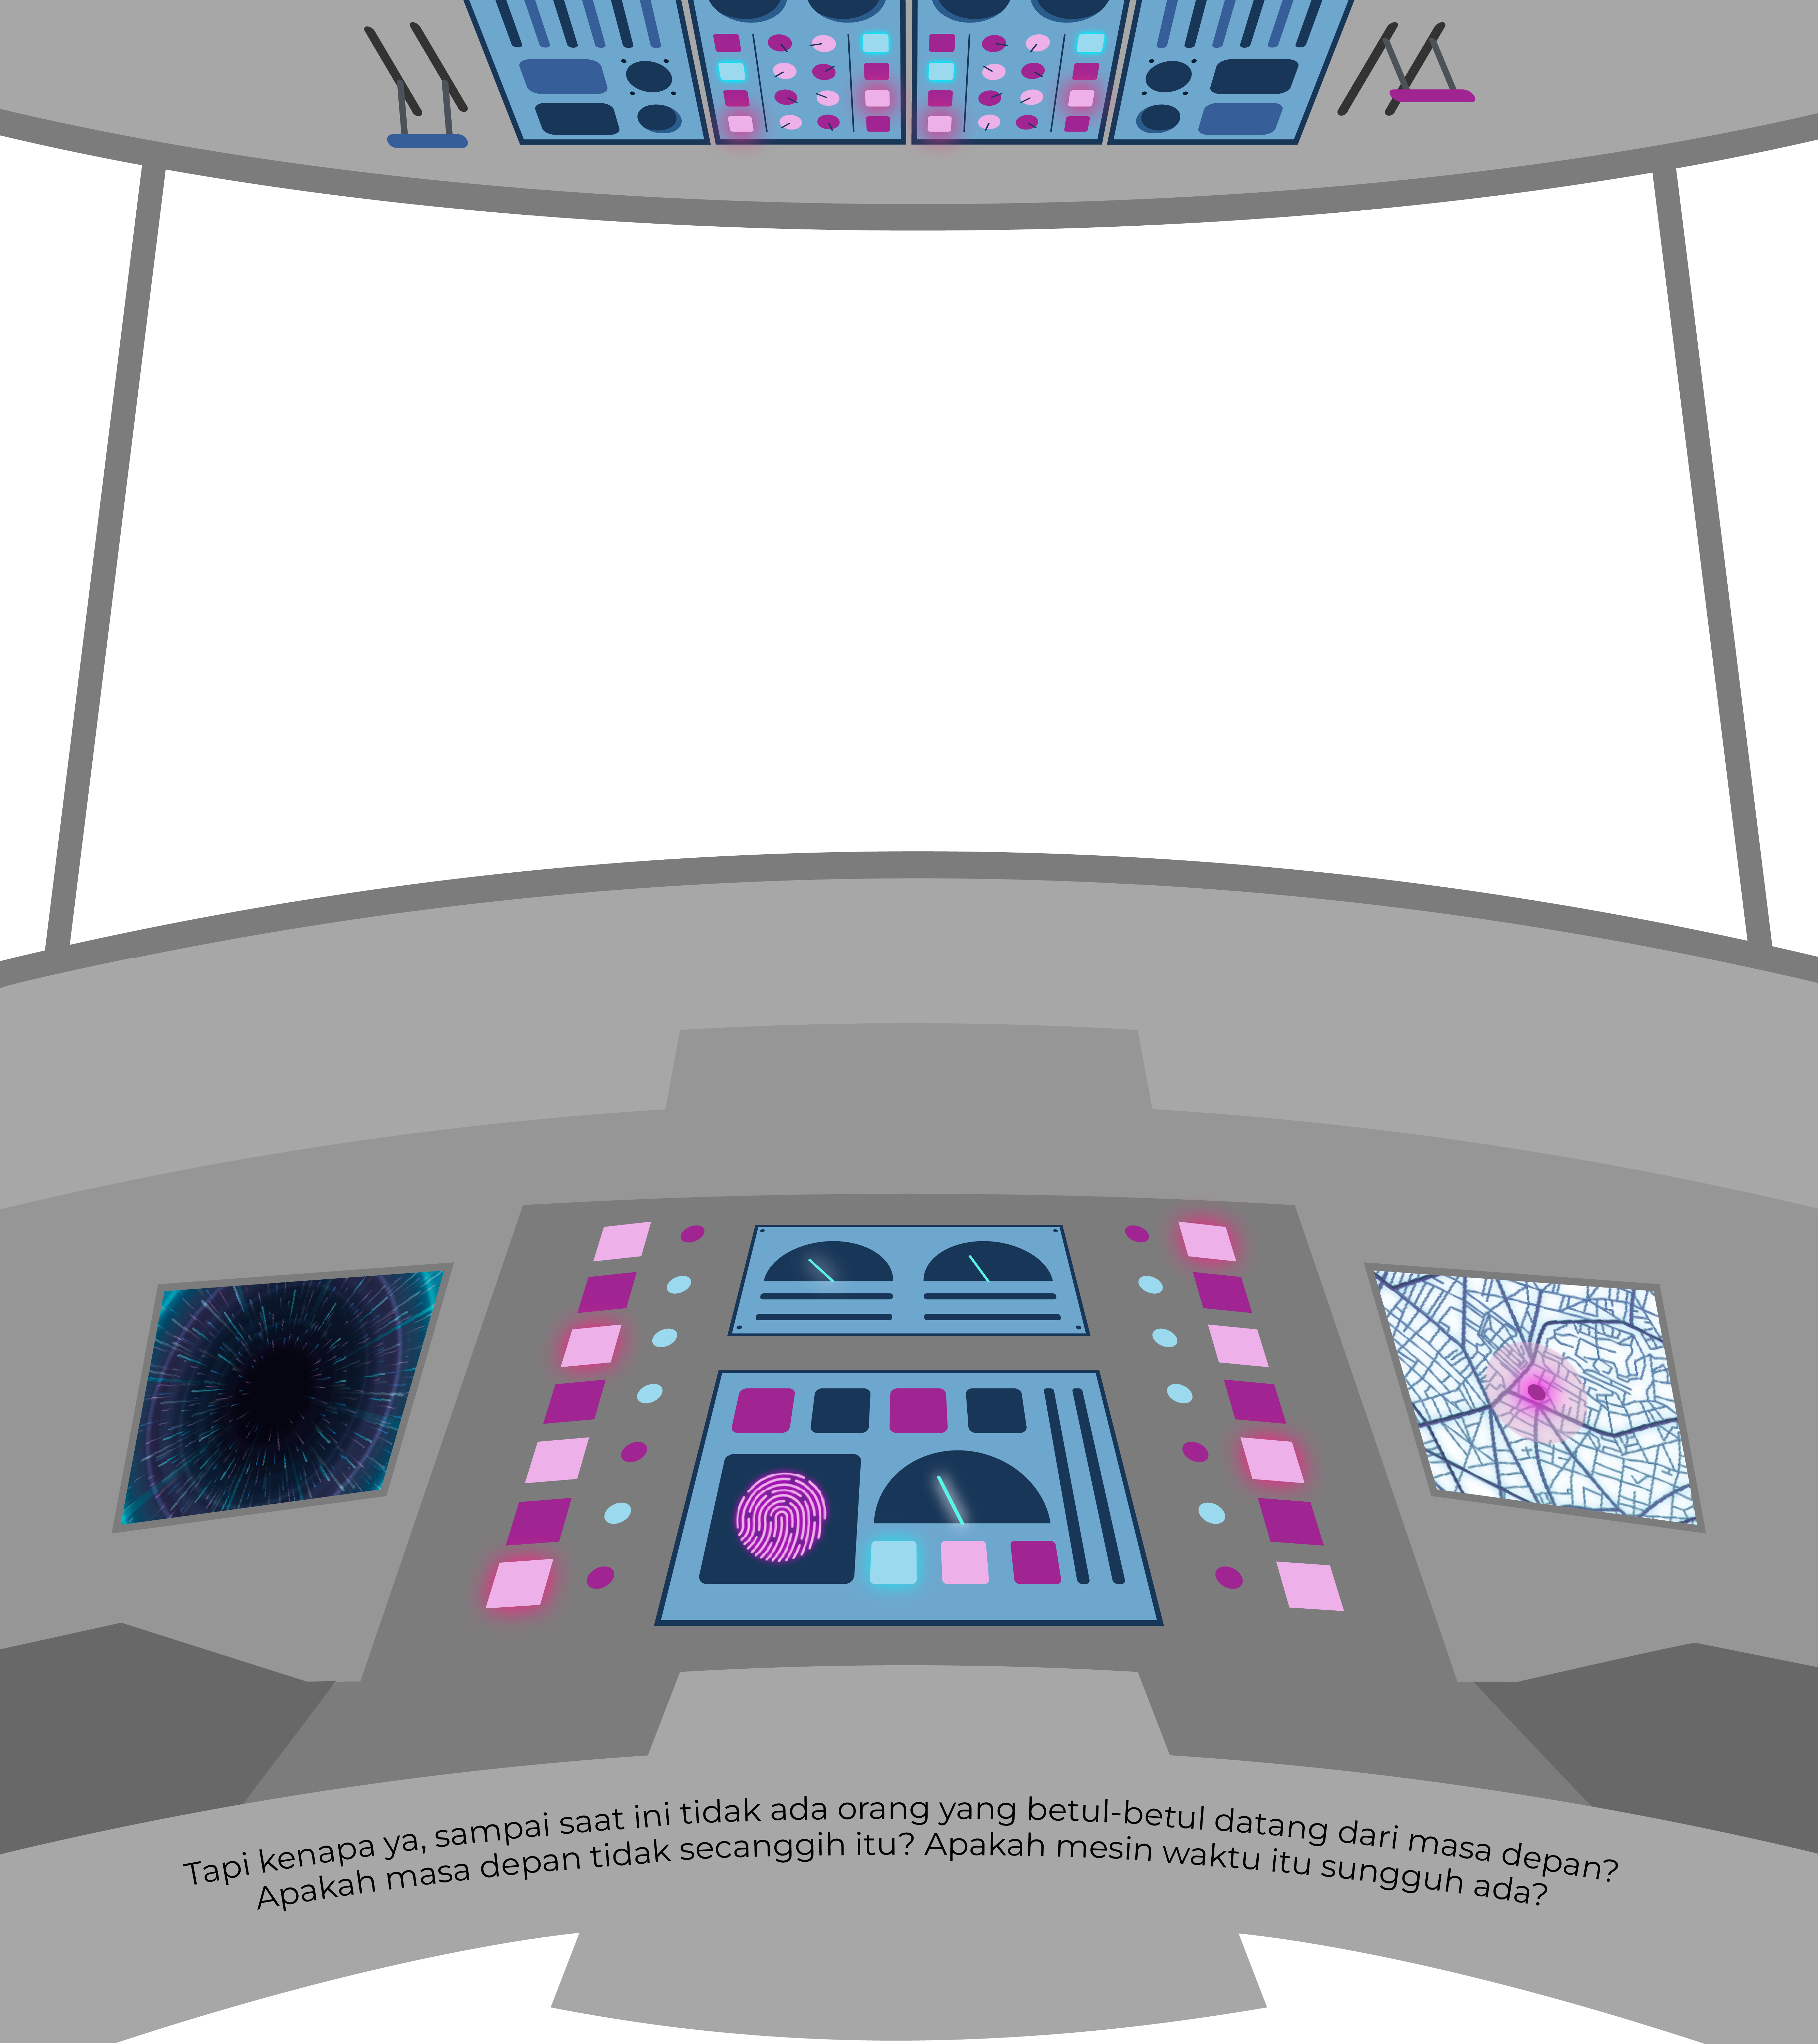 Tapi kenapa ya, sampai saat ini tidak ada orang yang betul-betul datang dari masa depan?
Apakah masa depan tidak secanggih itu? Apakah mesin waktu itu sungguh ada?